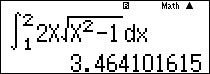 R Math ▲
∫₁² 2X√(X²-1) dx
3.464101615